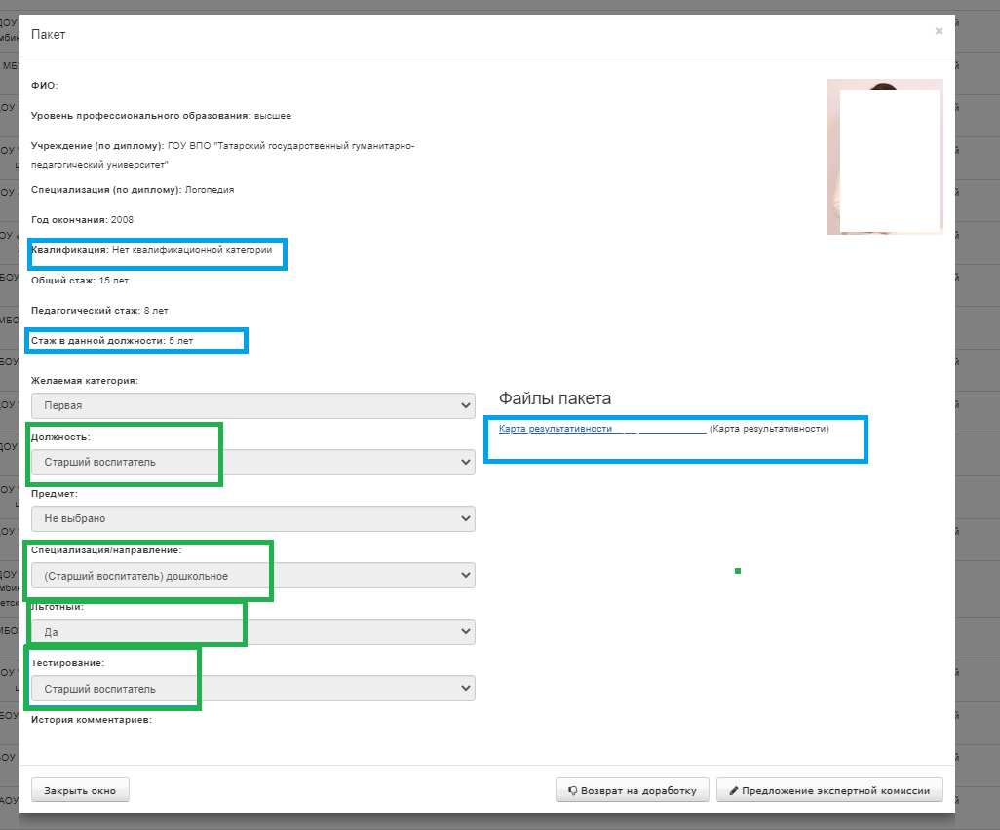 Пакет ×
ФИО:
Уровень профессионального образования: высшее
Учреждение (по диплому): ГОУ ВПО "Татарский государственный гуманитарно-
педагогический университет"
Специализация (по диплому): Логопедия
Год окончания: 2008
Квалификация: Нет квалификационной категории
Общий стаж: 15 лет
Педагогический стаж: 8 лет
Стаж в данной должности: 5 лет
Желаемая категория:
Первая
Должность:
Старший воспитатель
Предмет:
Не выбрано
Специализация/направление:
(Старший воспитатель) дошкольное
Льготный:
Да
Тестирование:
Старший воспитатель
История комментариев:
Файлы пакета
Карта результативности (Карта результативности)
Закрыть окно
Возврат на доработку
Предложение экспертной комиссии